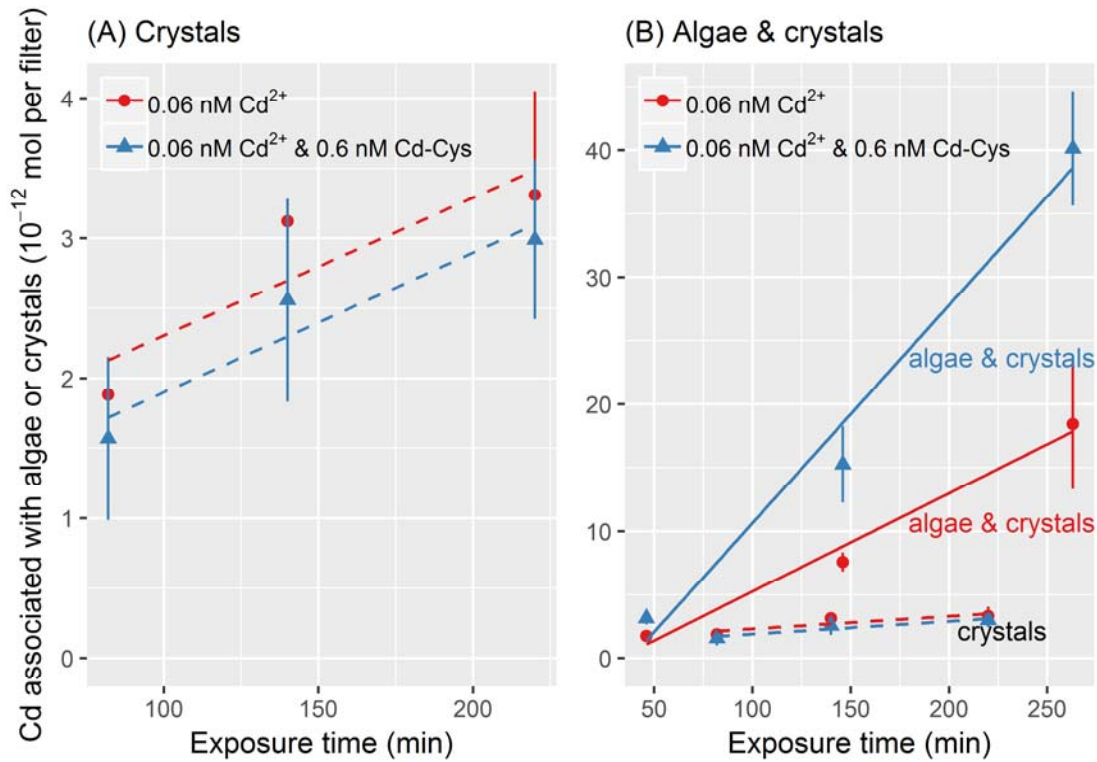 Cd associated with algae or crystals (10⁻¹² mol per filter)
(A) Crystals
0.06 nM Cd²⁺
0.06 nM Cd²⁺ & 0.6 nM Cd-Cys
4
3
2
1
0
100 150 200
Exposure time (min)
(B) Algae & crystals
0.06 nM Cd²⁺
0.06 nM Cd²⁺ & 0.6 nM Cd-Cys
40
30
20
10
0
algae & crystals
algae & crystals
crystals
50 100 150 200 250
Exposure time (min)